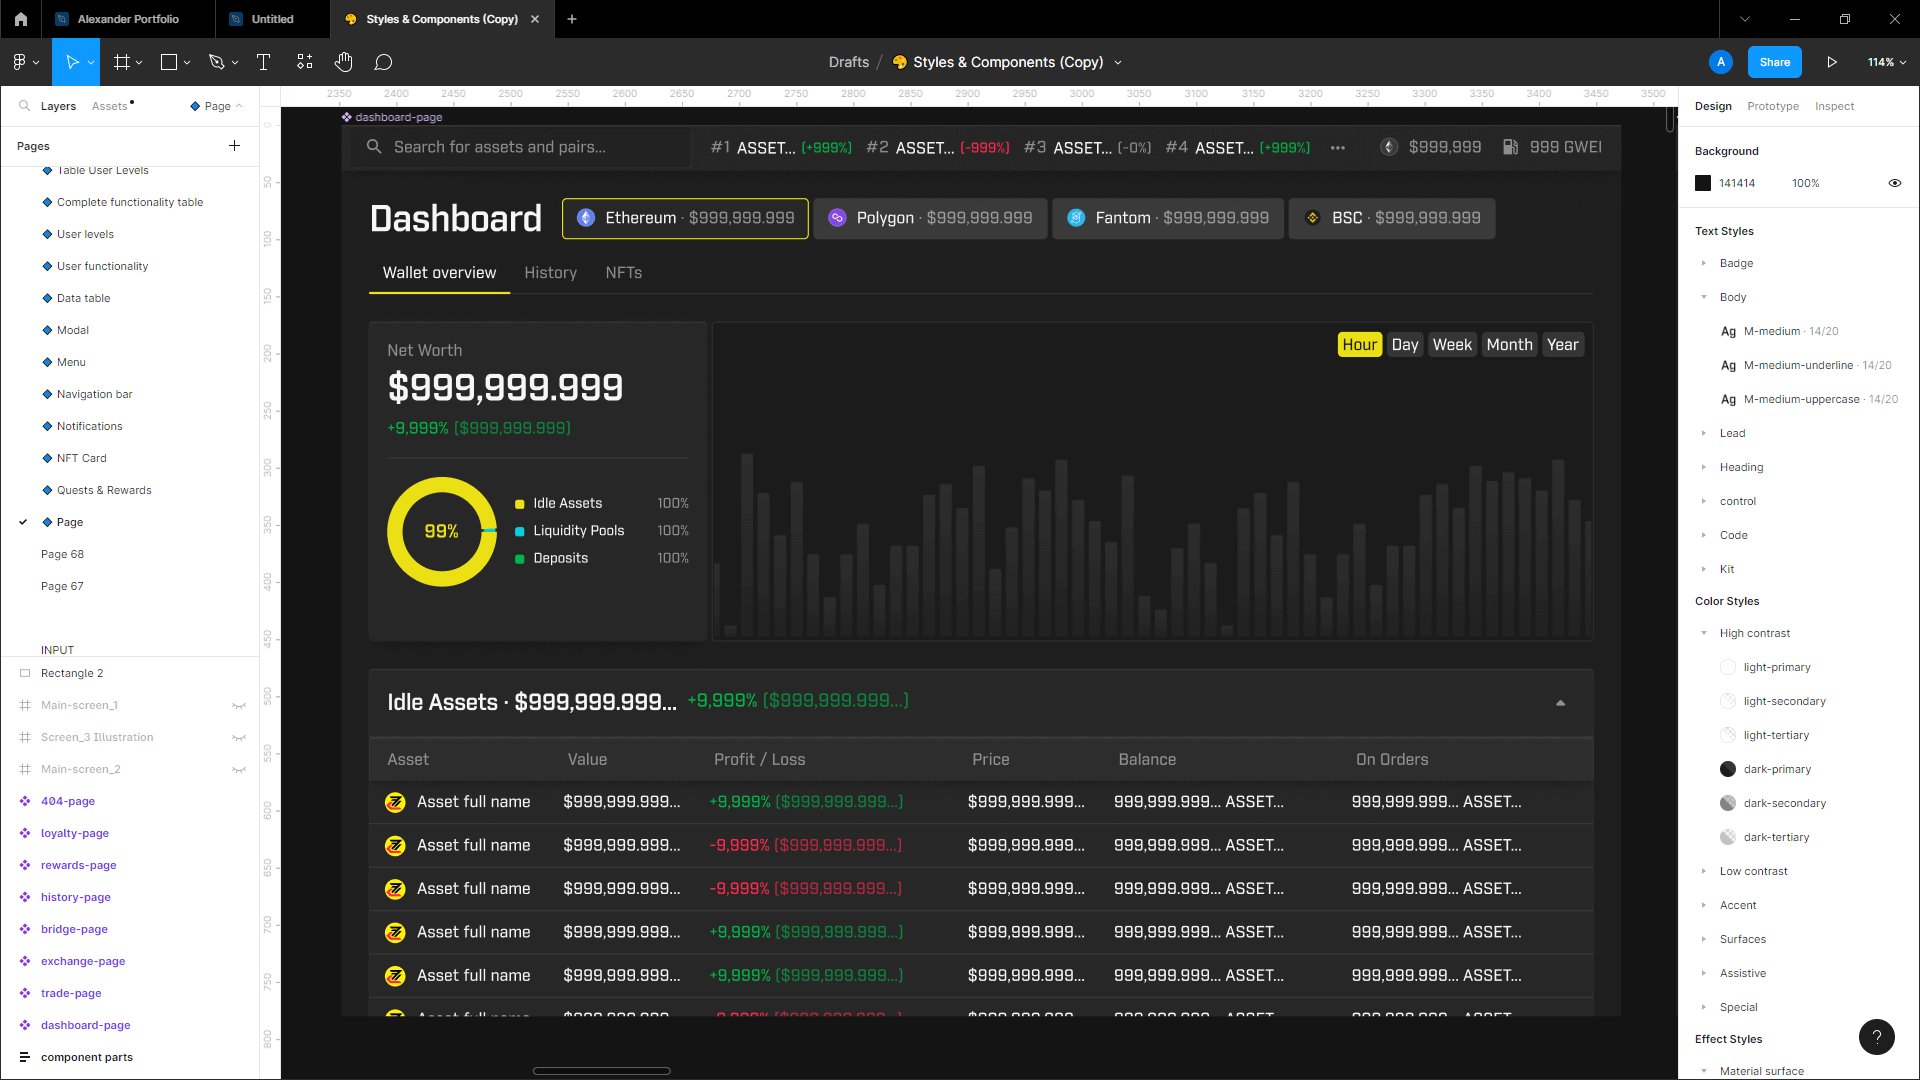 Alexander Portfolio
Untitled
Styles & Components (Copy)
Drafts / Styles & Components (Copy)
A
Share
114%
Layers
Assets
Page
Pages
Table User Levels
Complete functionality table
User levels
User functionality
Data table
Modal
Menu
Navigation bar
Notifications
NFT Card
Quests & Rewards
Page
Page 68
Page 67
INPUT
Rectangle 2
Main-screen_1
Screen_3 Illustration
Main-screen_2
404-page
loyalty-page
rewards-page
history-page
bridge-page
exchange-page
trade-page
dashboard-page
component parts
2350 2400 2450 2500 2550 2600 2650 2700 2750 2800 2850 2900 2950 3000 3050 3100 3150 3200 3250 3300 3350 3400 3450 3500
0
50
100
150
200
250
300
350
400
450
500
550
600
650
700
750
800
dashboard-page
Search for assets and pairs...
#1 ASSET... (+999%) #2 ASSET... (-999%) #3 ASSET... (~0%) #4 ASSET... (+999%)
$999,999
999 GWEI
Dashboard
Ethereum · $999,999.999
Polygon · $999,999.999
Fantom · $999,999.999
BSC · $999,999.999
Wallet overview
History
NFTs
Net Worth
$999,999.999
+9,999% ($999,999.999)
99%
Idle Assets 100%
Liquidity Pools 100%
Deposits 100%
Hour Day Week Month Year
Idle Assets · $999,999.999... +9,999% ($999,999.999...)
Asset Value Profit / Loss Price Balance On Orders
Asset full name $999,999.999... +9,999% ($999,999.999...) $999,999.999... 999,999.999... ASSET... 999,999.999... ASSET...
Asset full name $999,999.999... -9,999% ($999,999.999...) $999,999.999... 999,999.999... ASSET... 999,999.999... ASSET...
Asset full name $999,999.999... -9,999% ($999,999.999...) $999,999.999... 999,999.999... ASSET... 999,999.999... ASSET...
Asset full name $999,999.999... +9,999% ($999,999.999...) $999,999.999... 999,999.999... ASSET... 999,999.999... ASSET...
Asset full name $999,999.999... +9,999% ($999,999.999...) $999,999.999... 999,999.999... ASSET... 999,999.999... ASSET...
Design
Prototype
Inspect
Background
141414 100%
Text Styles
Badge
Body
Ag M-medium · 14/20
Ag M-medium-underline · 14/20
Ag M-medium-uppercase · 14/20
Lead
Heading
control
Code
Kit
Color Styles
High contrast
light-primary
light-secondary
light-tertiary
dark-primary
dark-secondary
dark-tertiary
Low contrast
Accent
Surfaces
Assistive
Special
Effect Styles
Material surface
?